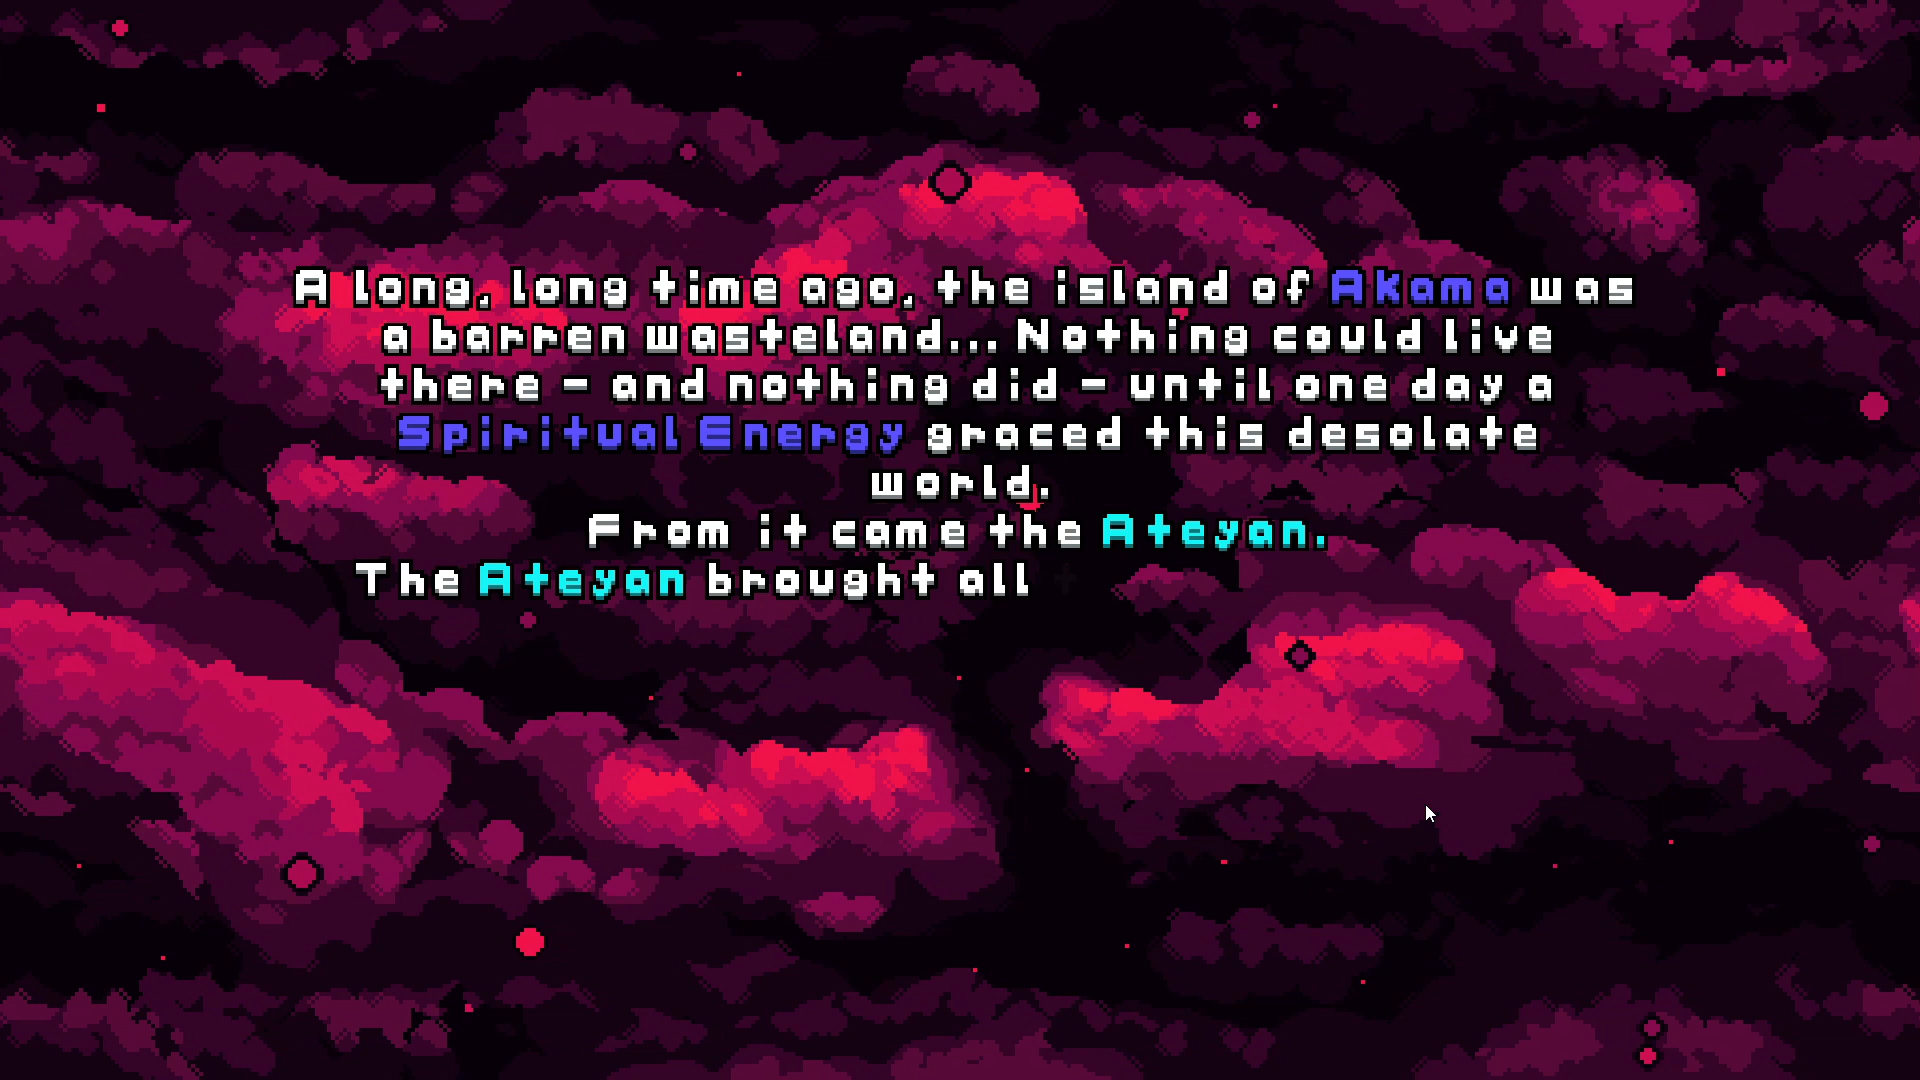 A long, long time ago, the island of Akama was
a barren wasteland... Nothing could live
there - and nothing did - until one day a
Spiritual Energy graced this desolate
world.
From it came the Ateyan.
The Ateyan brought all t